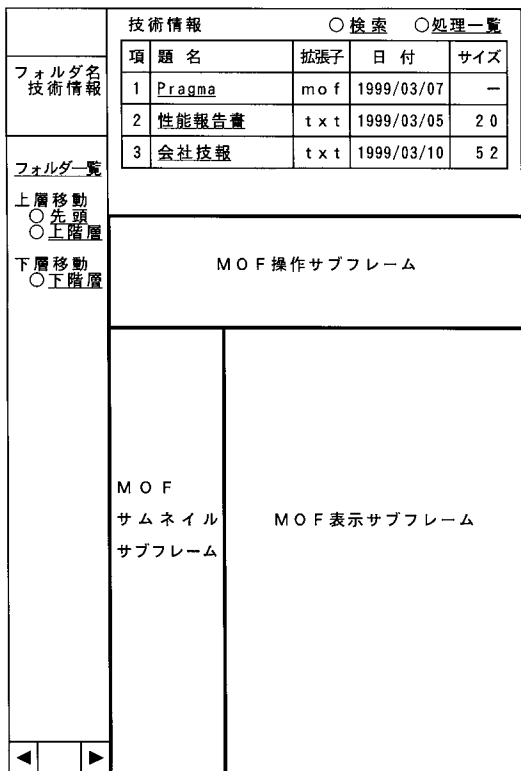 フォルダ名
技術情報
フォルダ一覧
上層移動
○先頭
○上階層
下層移動
○下階層
◀ ▶
技術情報 ○検索 ○処理一覧
項 題名 拡張子 日付 サイズ
1 Pragma mof 1999/03/07 −
2 性能報告書 txt 1999/03/05 20
3 会社技報 txt 1999/03/10 52
MOF操作サブフレーム
MOF
サムネイル
サブフレーム
MOF表示サブフレーム